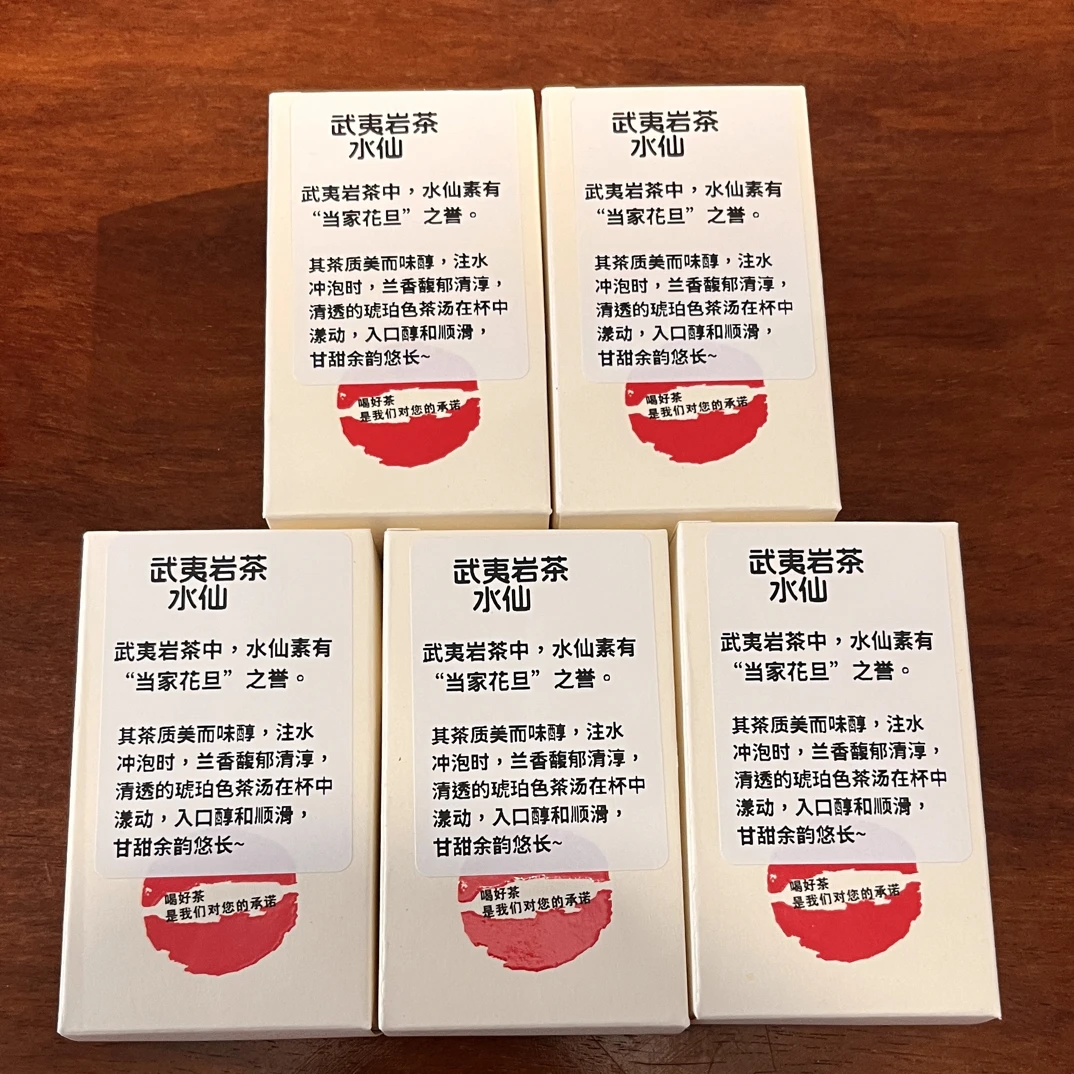 武夷岩茶
水仙
武夷岩茶中，水仙素有
“当家花旦”之誉。
其茶质美而味醇，注水
冲泡时，兰香馥郁清淳，
清透的琥珀色茶汤在杯中
漾动，入口醇和顺滑，
甘甜余韵悠长~
喝好茶
是我们对您的承诺
武夷岩茶
水仙
武夷岩茶中，水仙素有
“当家花旦”之誉。
其茶质美而味醇，注水
冲泡时，兰香馥郁清淳，
清透的琥珀色茶汤在杯中
漾动，入口醇和顺滑，
甘甜余韵悠长~
喝好茶
是我们对您的承诺
武夷岩茶
水仙
武夷岩茶中，水仙素有
“当家花旦”之誉。
其茶质美而味醇，注水
冲泡时，兰香馥郁清淳，
清透的琥珀色茶汤在杯中
漾动，入口醇和顺滑，
甘甜余韵悠长~
喝好茶
是我们对您的承诺
武夷岩茶
水仙
武夷岩茶中，水仙素有
“当家花旦”之誉。
其茶质美而味醇，注水
冲泡时，兰香馥郁清淳，
清透的琥珀色茶汤在杯中
漾动，入口醇和顺滑，
甘甜余韵悠长~
喝好茶
是我们对您的承诺
武夷岩茶
水仙
武夷岩茶中，水仙素有
“当家花旦”之誉。
其茶质美而味醇，注水
冲泡时，兰香馥郁清淳，
清透的琥珀色茶汤在杯中
漾动，入口醇和顺滑，
甘甜余韵悠长~
喝好茶
是我们对您的承诺